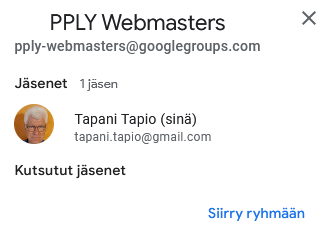 PPLY Webmasters
pply-webmasters@googlegroups.com
Jäsenet 1 jäsen
Tapani Tapio (sinä)
tapani.tapio@gmail.com
Kutsutut jäsenet
Siirry ryhmään